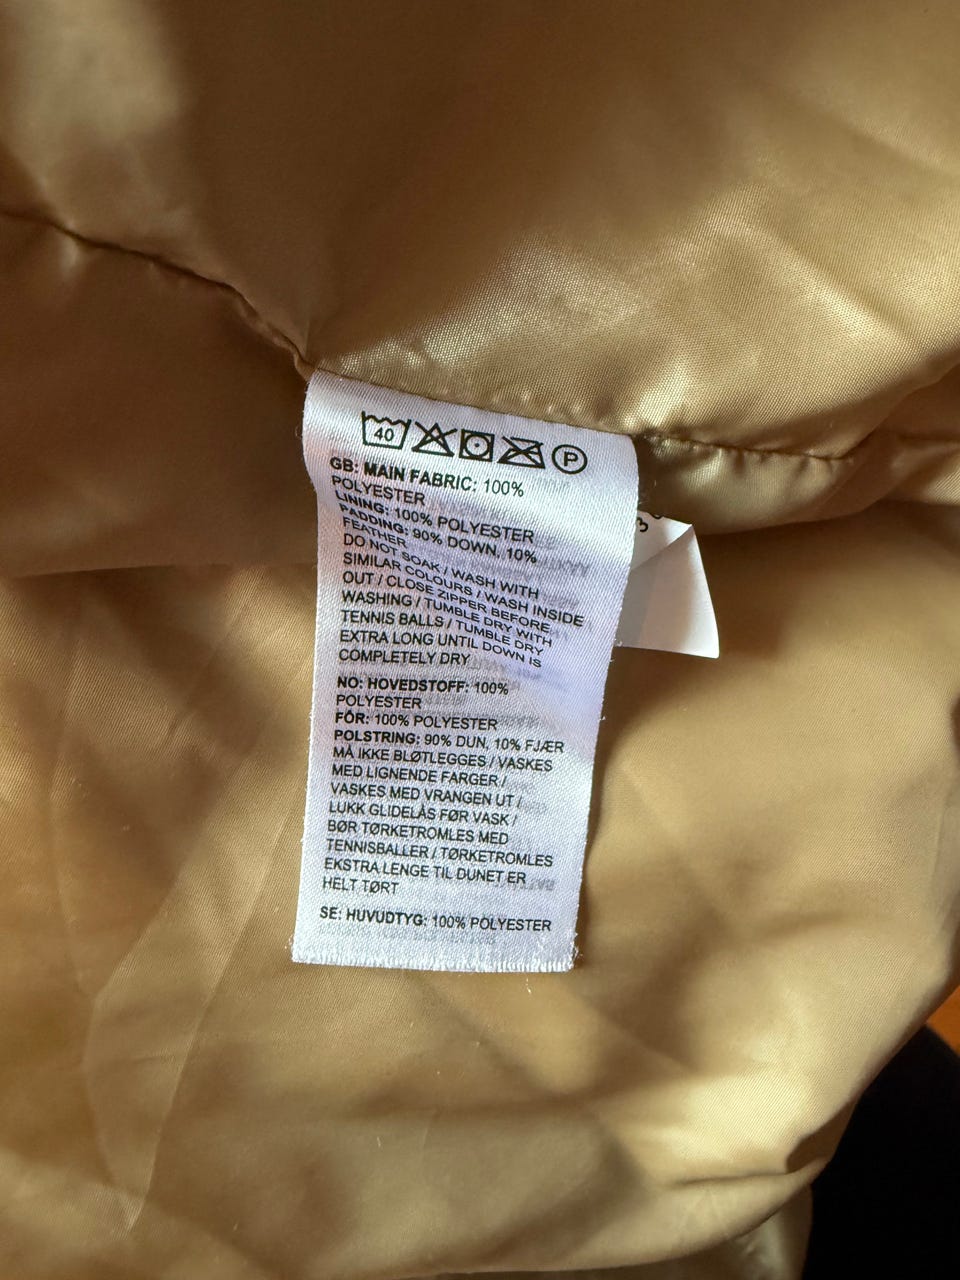 40 P
GB: MAIN FABRIC: 100%
POLYESTER
LINING: 100% POLYESTER
PADDING: 90% DOWN, 10%
FEATHER
DO NOT SOAK / WASH WITH
SIMILAR COLOURS / WASH INSIDE
OUT / CLOSE ZIPPER BEFORE
WASHING / TUMBLE DRY WITH
TENNIS BALLS / TUMBLE DRY
EXTRA LONG UNTIL DOWN IS
COMPLETELY DRY
NO: HOVEDSTOFF: 100%
POLYESTER
FÓR: 100% POLYESTER
POLSTRING: 90% DUN, 10% FJÆR
MÅ IKKE BLØTLEGGES / VASKES
MED LIGNENDE FARGER /
VASKES MED VRANGEN UT /
LUKK GLIDELÅS FØR VASK /
BØR TØRKETROMLES MED
TENNISBALLER / TØRKETROMLES
EKSTRA LENGE TIL DUNET ER
HELT TØRT
SE: HUVUDTYG: 100% POLYESTER